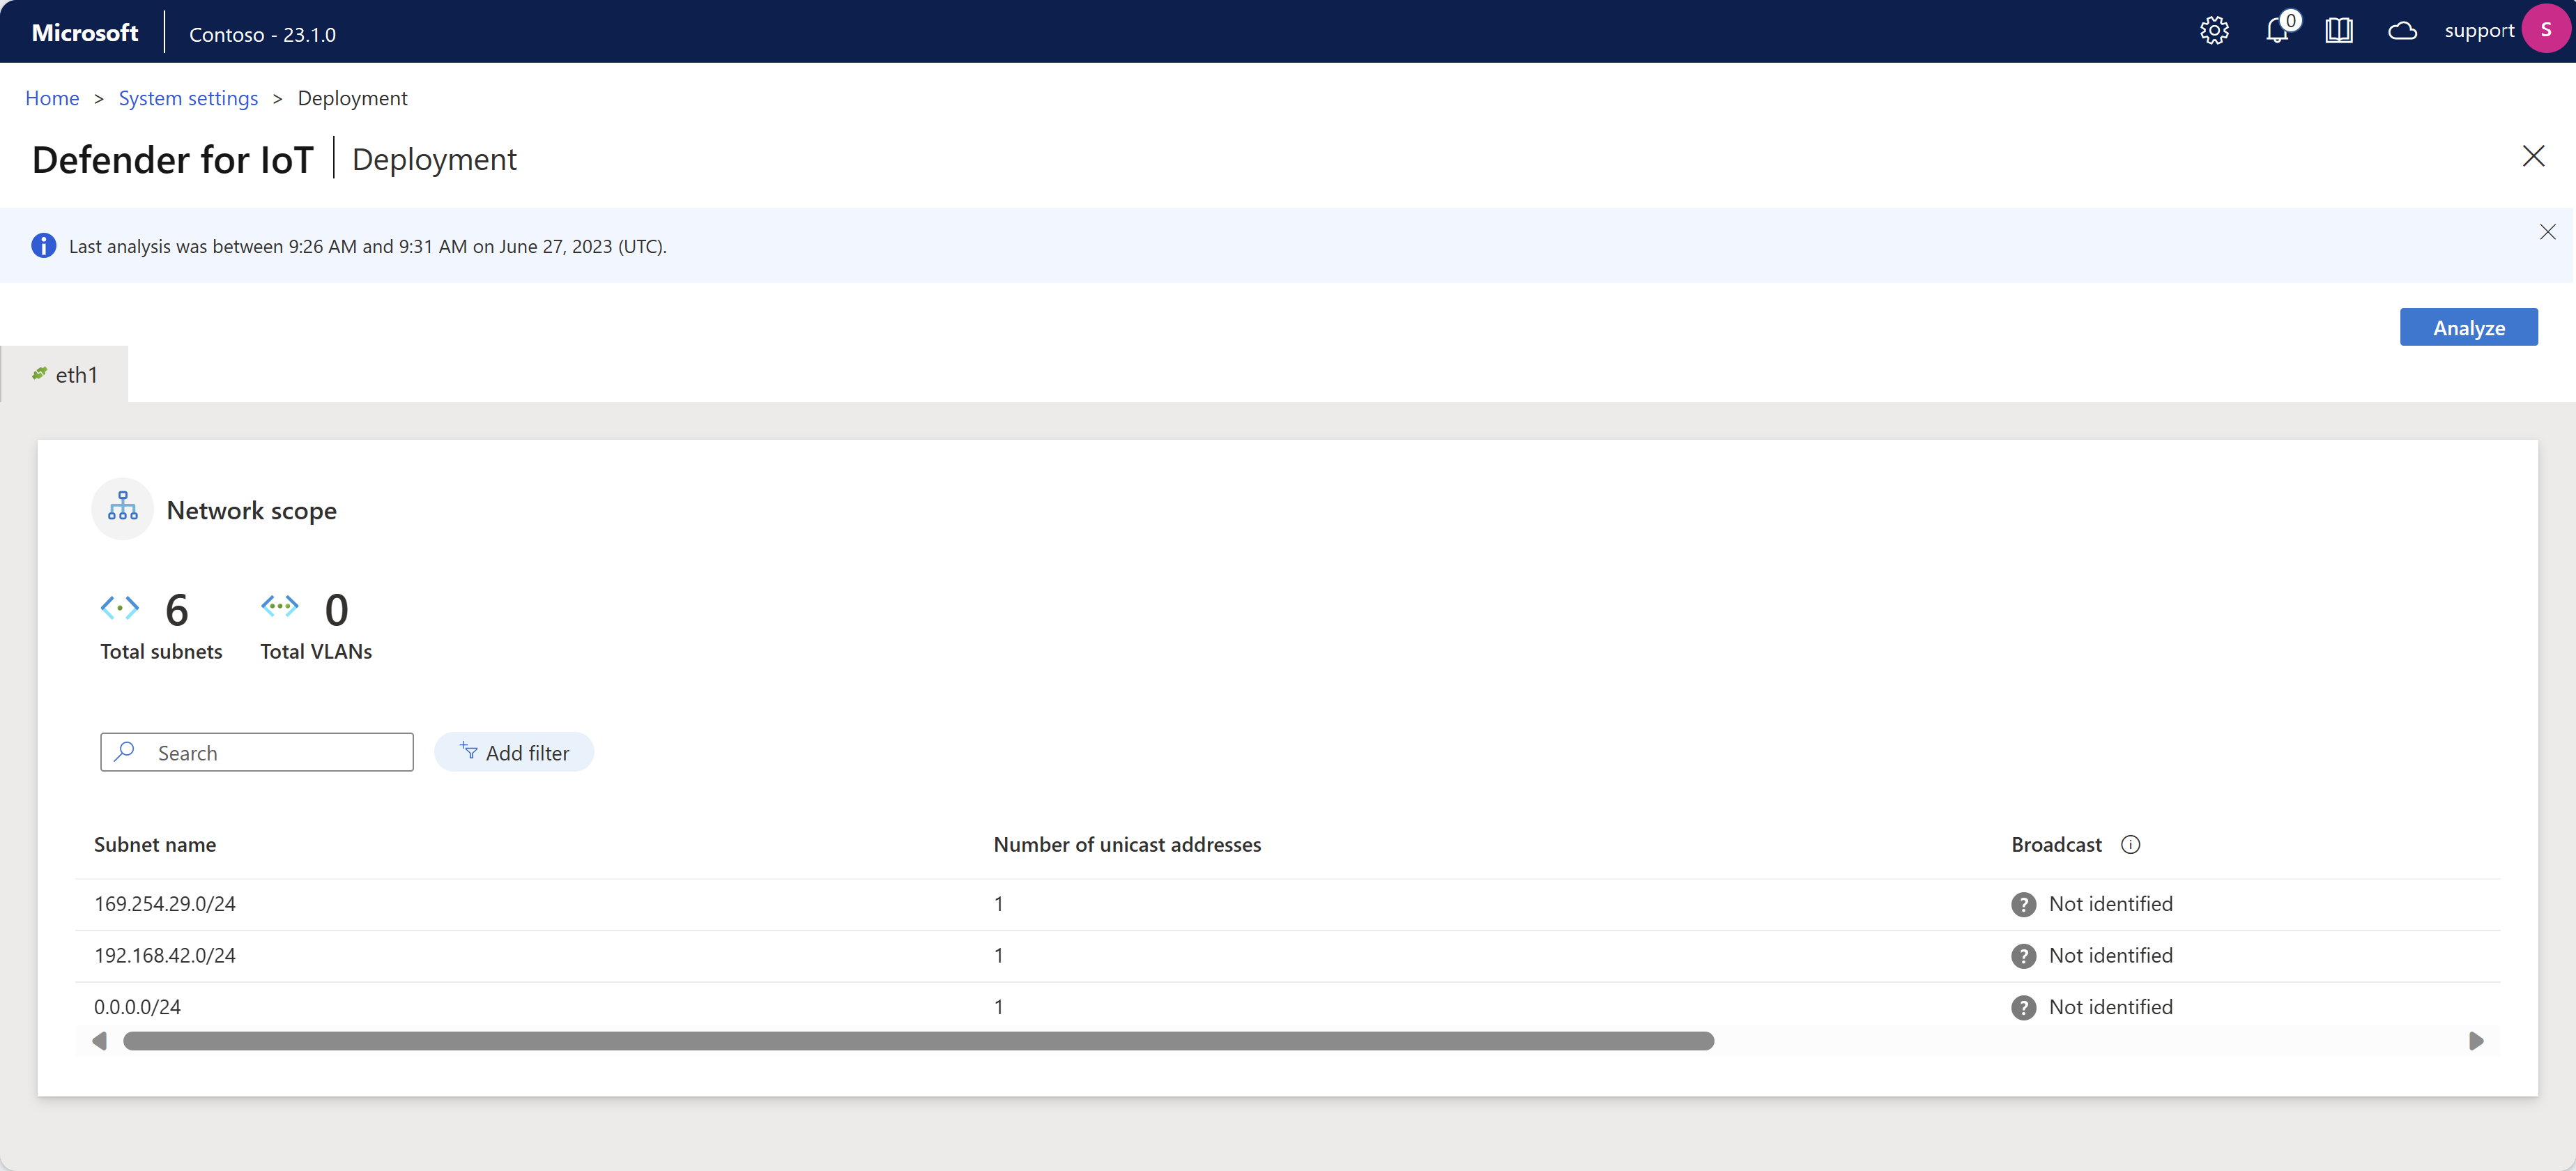 Microsoft Contoso - 23.1.0 0 support S
Home > System settings > Deployment
Defender for IoT Deployment
Last analysis was between 9:26 AM and 9:31 AM on June 27, 2023 (UTC).
Analyze
eth1
Network scope
6 0
Total subnets Total VLANs
Search Add filter
Subnet name Number of unicast addresses Broadcast
169.254.29.0/24 1 Not identified
192.168.42.0/24 1 Not identified
0.0.0.0/24 1 Not identified